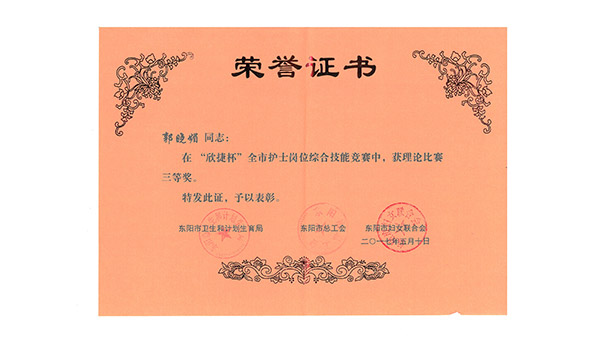 荣誉证书
郭晓娟 同志：
在“欣捷杯”全市护士岗位综合技能竞赛中，获理论比赛
三等奖。
特发此证，予以表彰。
东阳市卫生和计划生育局 东阳市总工会 东阳市妇女联合会
二〇一七年五月十日